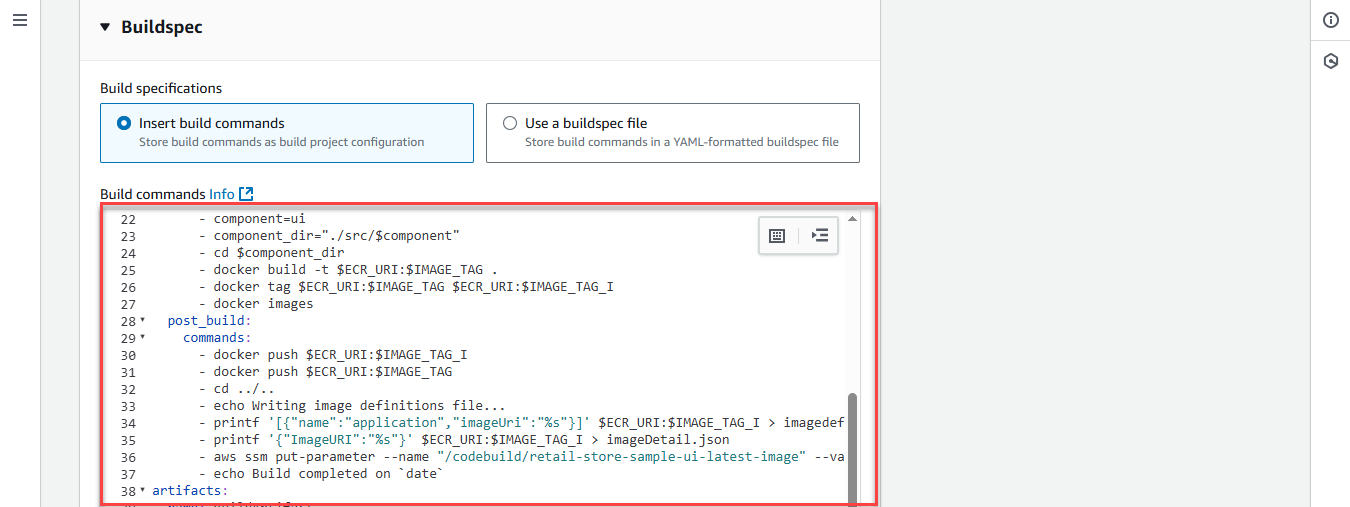 Buildspec
Build specifications
Insert build commands
Store build commands as build project configuration
Use a buildspec file
Store build commands in a YAML-formatted buildspec file
Build commands Info
22 - component=ui
23 - component_dir="./src/$component"
24 - cd $component_dir
25 - docker build -t $ECR_URI:$IMAGE_TAG .
26 - docker tag $ECR_URI:$IMAGE_TAG $ECR_URI:$IMAGE_TAG_I
27 - docker images
28 post_build:
29 commands:
30 - docker push $ECR_URI:$IMAGE_TAG_I
31 - docker push $ECR_URI:$IMAGE_TAG
32 - cd ../..
33 - echo Writing image definitions file...
34 - printf '[{"name":"application","imageUri":"%s"}]' $ECR_URI:$IMAGE_TAG_I > imagedef
35 - printf '{"ImageURI":"%s"}' $ECR_URI:$IMAGE_TAG_I > imageDetail.json
36 - aws ssm put-parameter --name "/codebuild/retail-store-sample-ui-latest-image" --va
37 - echo Build completed on `date`
38 artifacts: